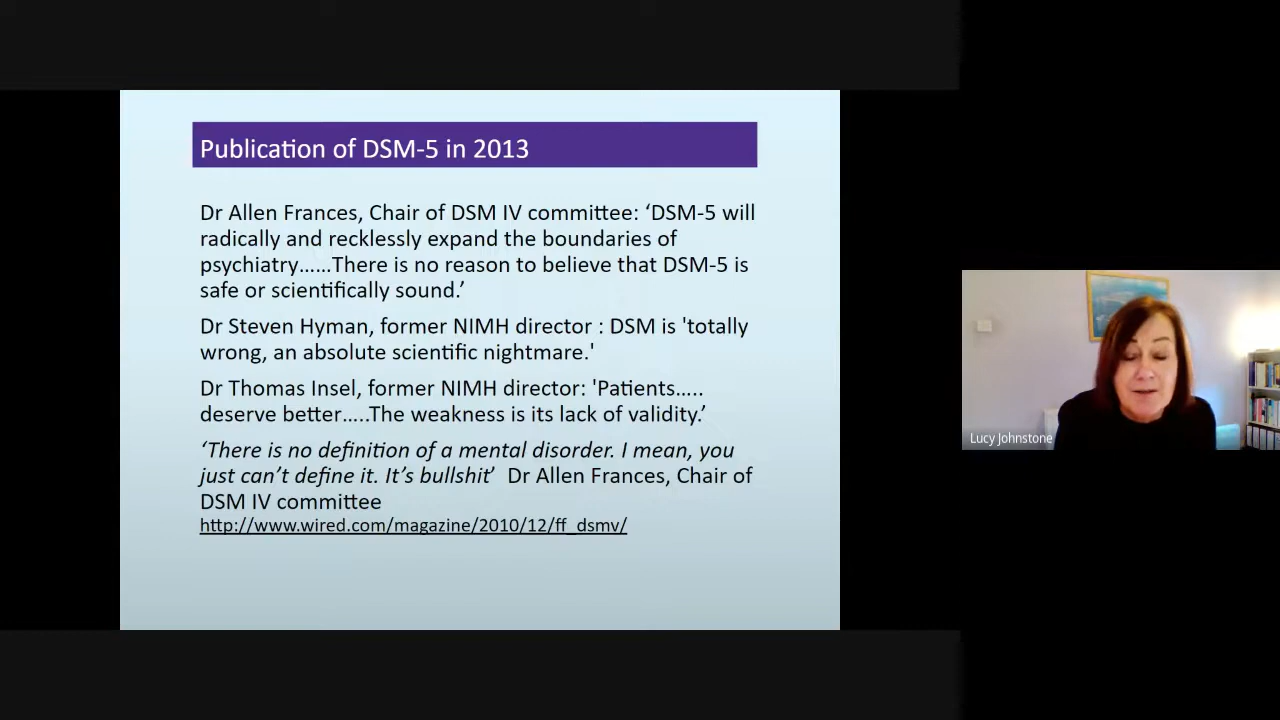 Publication of DSM-5 in 2013
Dr Allen Frances, Chair of DSM IV committee: ‘DSM-5 will
radically and recklessly expand the boundaries of
psychiatry……There is no reason to believe that DSM-5 is
safe or scientifically sound.’
Dr Steven Hyman, former NIMH director : DSM is 'totally
wrong, an absolute scientific nightmare.'
Dr Thomas Insel, former NIMH director: 'Patients…..
deserve better…..The weakness is its lack of validity.’
‘There is no definition of a mental disorder. I mean, you
just can’t define it. It’s bullshit’ Dr Allen Frances, Chair of
DSM IV committee
http://www.wired.com/magazine/2010/12/ff_dsmv/
Lucy Johnstone